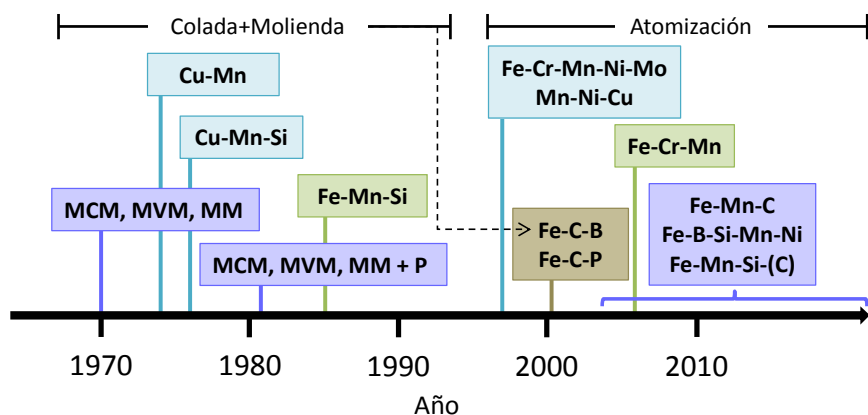 Colada+Molienda
Atomización
Cu-Mn
Fe-Cr-Mn-Ni-Mo
Mn-Ni-Cu
Cu-Mn-Si
Fe-Cr-Mn
MCM, MVM, MM
Fe-Mn-Si
Fe-C-B
Fe-C-P
Fe-Mn-C
Fe-B-Si-Mn-Ni
Fe-Mn-Si-(C)
MCM, MVM, MM + P
1970
1980
1990
2000
2010
Año